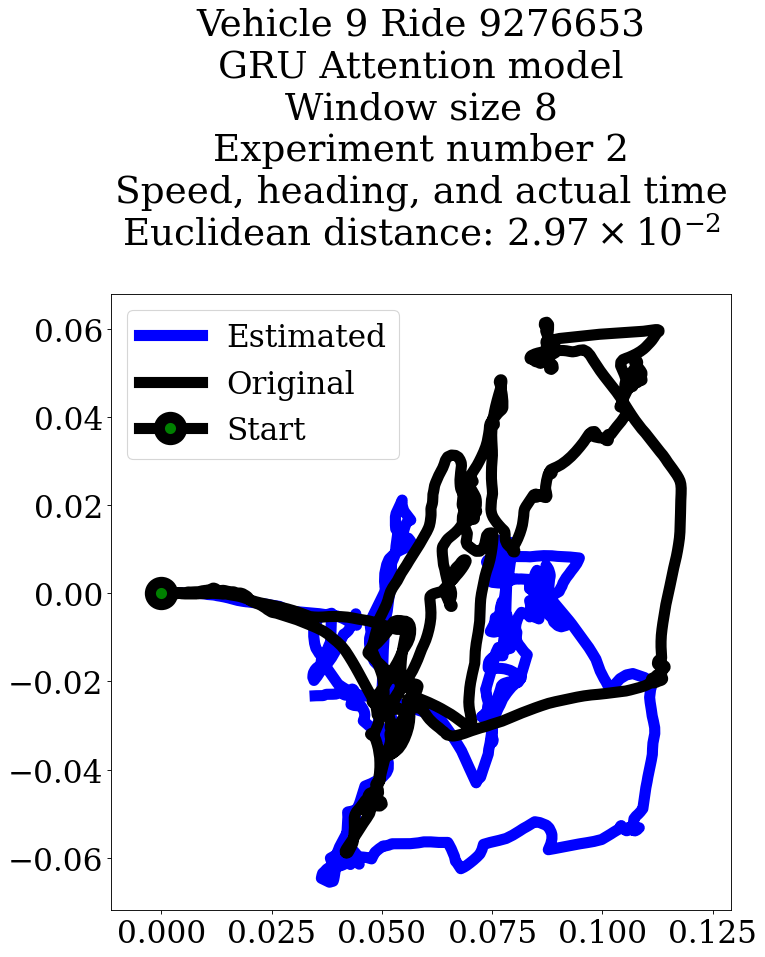 Vehicle 9 Ride 9276653
GRU Attention model
Window size 8
Experiment number 2
Speed, heading, and actual time
Euclidean distance: 2.97 × 10⁻²
Estimated
Original
Start
0.06
0.04
0.02
0.00
−0.02
−0.04
−0.06
0.000 0.025 0.050 0.075 0.100 0.125